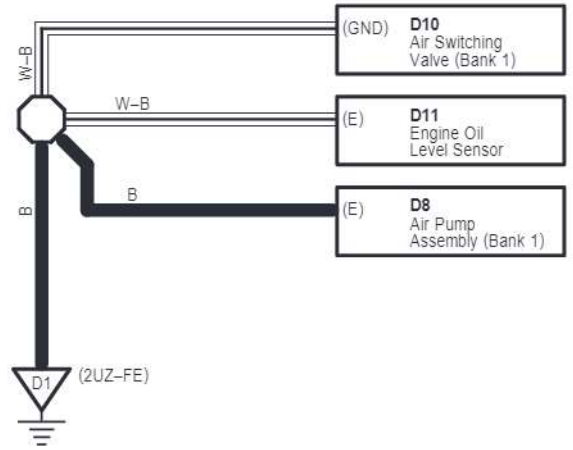 (GND) D10
Air Switching
Valve (Bank 1)
W–B
W–B
(E) D11
Engine Oil
Level Sensor
B
(E) D8
Air Pump
Assembly (Bank 1)
B
D1 (2UZ–FE)